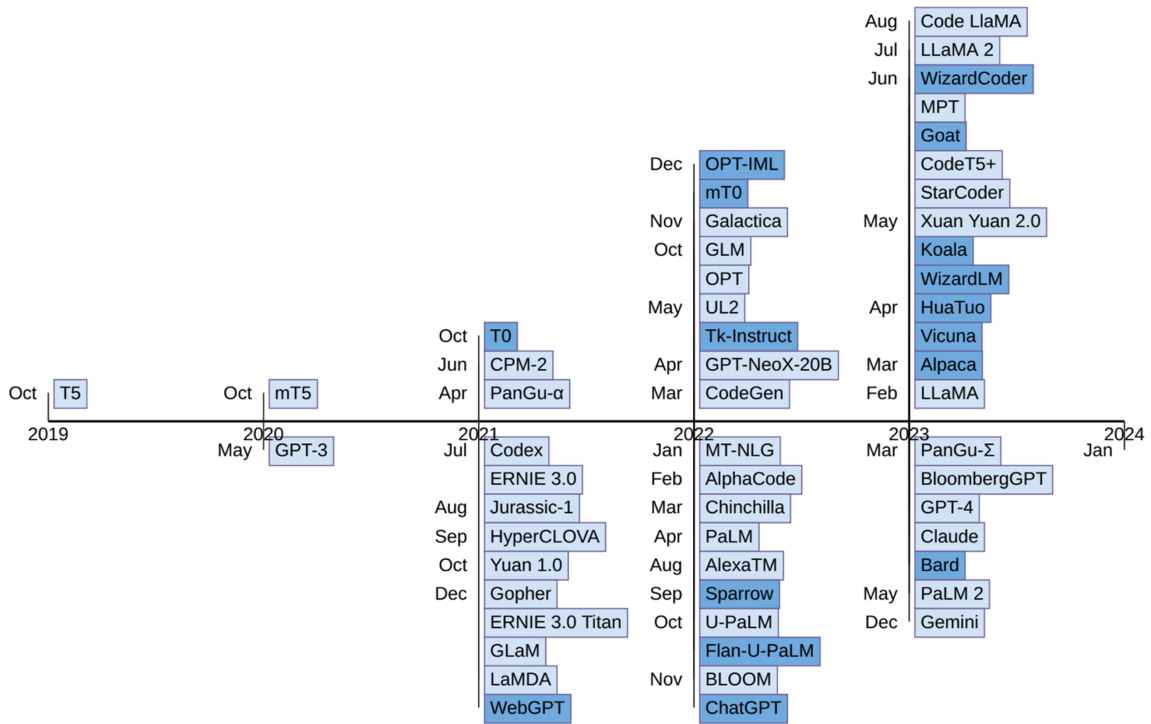 Aug Code LlaMA
Jul LLaMA 2
Jun WizardCoder
MPT
Goat
Dec OPT-IML CodeT5+
mT0 StarCoder
Nov Galactica May Xuan Yuan 2.0
Oct GLM Koala
OPT WizardLM
May UL2 Apr HuaTuo
Oct T0 Tk-Instruct Vicuna
Jun CPM-2 Apr GPT-NeoX-20B Mar Alpaca
Oct T5 Oct mT5 Apr PanGu-α Mar CodeGen Feb LLaMA
2019 2020 2021 2022 2023 2024
May GPT-3 Jul Codex Jan MT-NLG Mar PanGu-Σ Jan
ERNIE 3.0 Feb AlphaCode BloombergGPT
Aug Jurassic-1 Mar Chinchilla GPT-4
Sep HyperCLOVA Apr PaLM Claude
Oct Yuan 1.0 Aug AlexaTM Bard
Dec Gopher Sep Sparrow May PaLM 2
ERNIE 3.0 Titan Oct U-PaLM Dec Gemini
GLaM Flan-U-PaLM
LaMDA Nov BLOOM
WebGPT ChatGPT